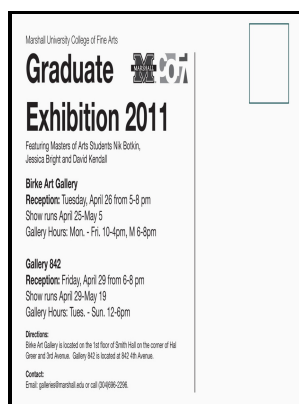 Marshall University College of Fine Arts
Graduate
MARSHALL
Exhibition 2011
Featuring Masters of Arts Students Nik Botkin,
Jessica Bright and David Kendall
Birke Art Gallery
Reception: Tuesday, April 26 from 5-8 pm
Show runs April 25-May 5
Gallery Hours: Mon. - Fri. 10-4pm, M 6-8pm
Gallery 842
Reception: Friday, April 29 from 6-8 pm
Show runs April 29-May 19
Gallery Hours: Tues. - Sun. 12-6pm
Directions:
Birke Art Gallery is located on the 1st floor of Smith Hall on the corner of Hal
Greer and 3rd Avenue. Gallery 842 is located at 842 4th Avenue.
Contact:
Email: galleries@marshall.edu or call (304)696-2296.